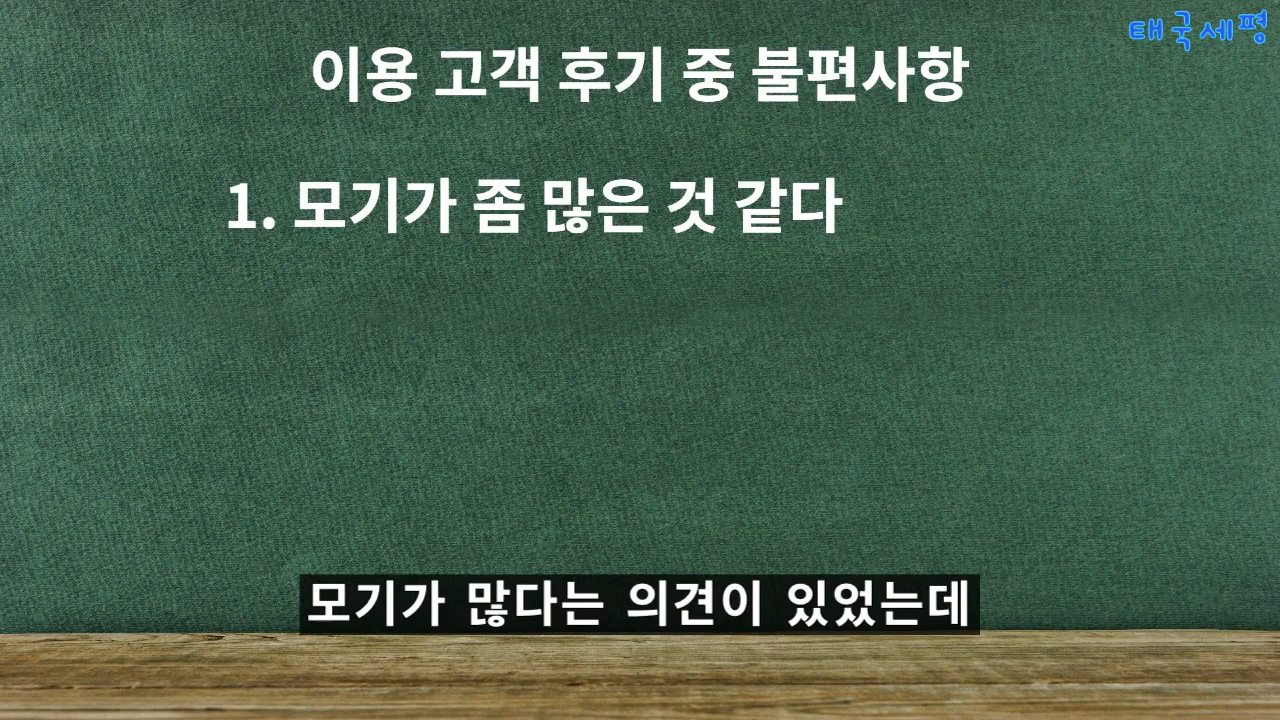 태국세평
이용 고객 후기 중 불편사항
1. 모기가 좀 많은 것 같다
모기가 많다는 의견이 있었는데